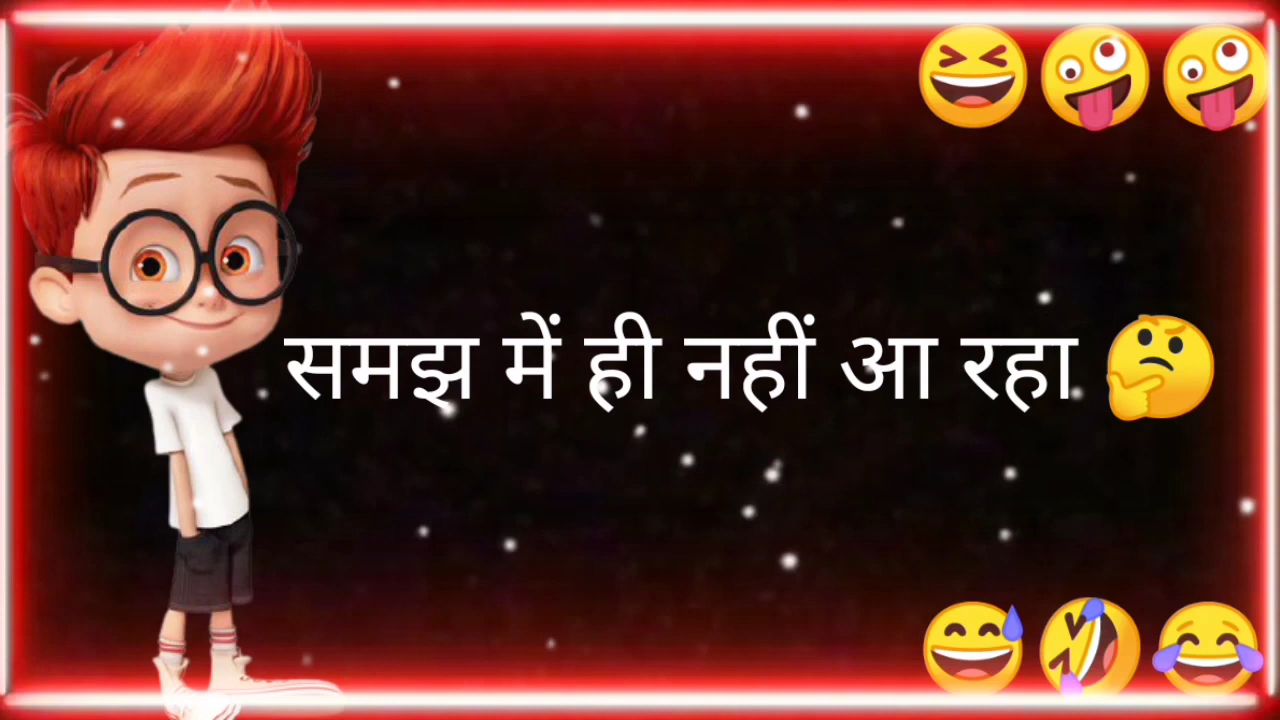 समझ में ही नहीं आ रहा 🤔